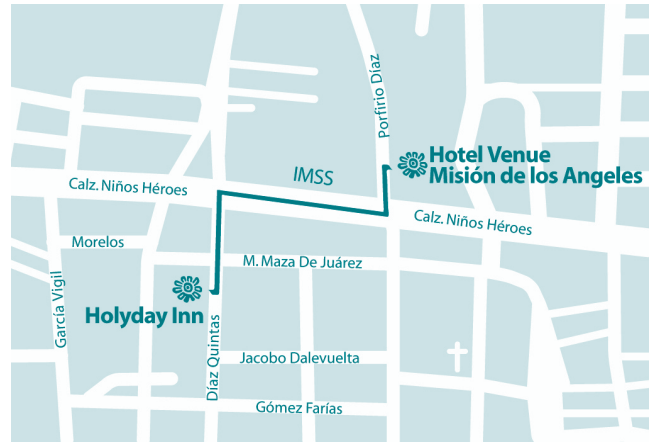 Porfirio Díaz
Hotel Venue
Misión de los Angeles
IMSS
Calz. Niños Héroes
Calz. Niños Héroes
Morelos
M. Maza De Juárez
García Vigil
Holyday Inn
Díaz Quintas
Jacobo Dalevuelta
Gómez Farías